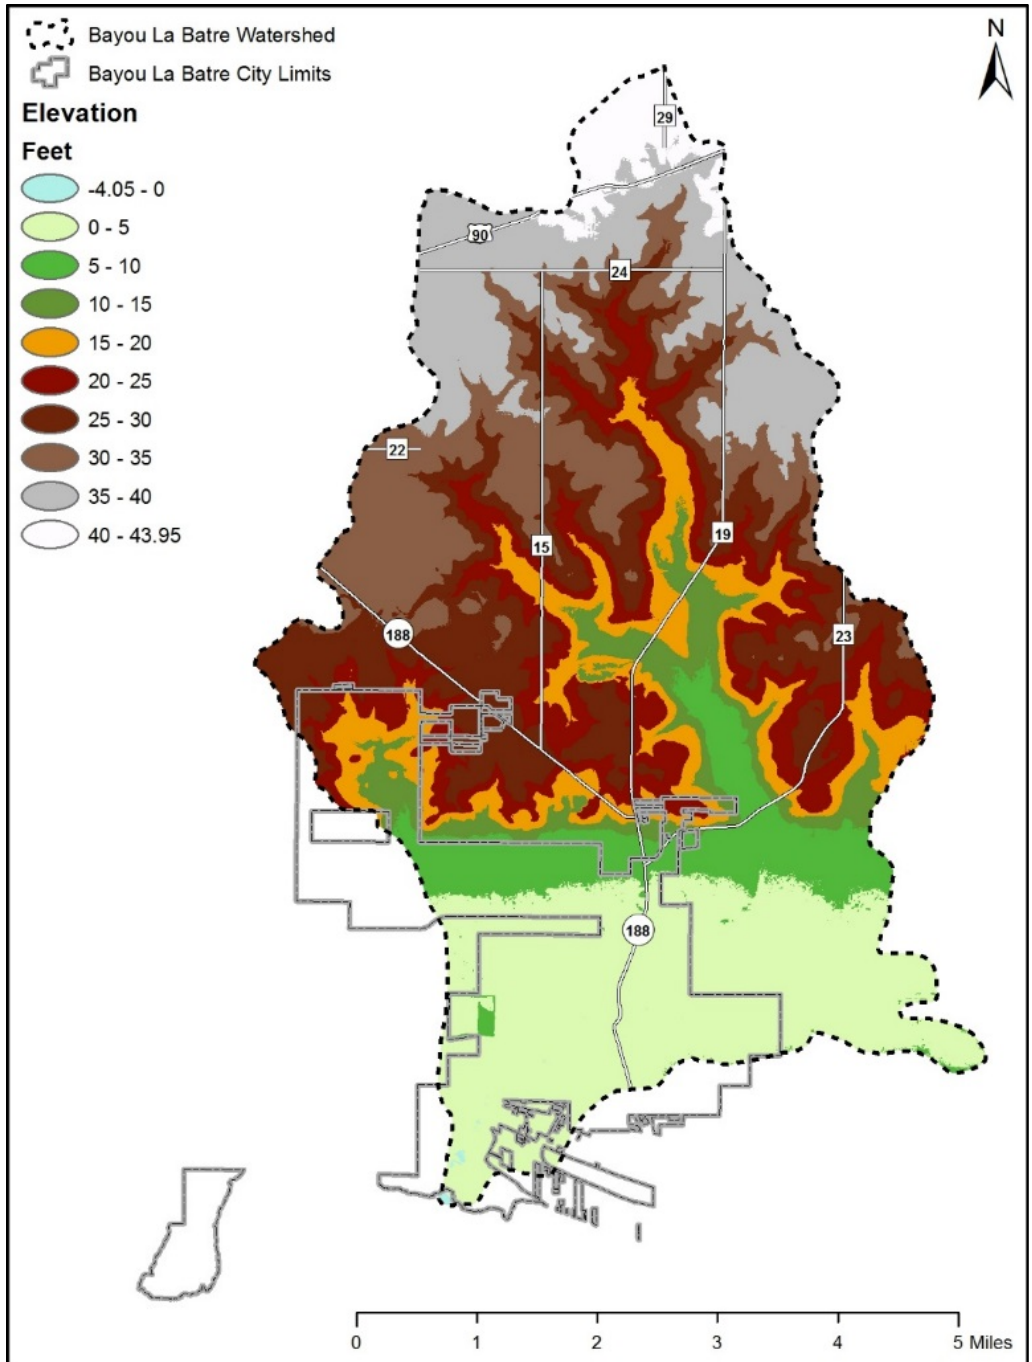 Bayou La Batre Watershed
Bayou La Batre City Limits
Elevation
Feet
-4.05 - 0
0 - 5
5 - 10
10 - 15
15 - 20
20 - 25
25 - 30
30 - 35
35 - 40
40 - 43.95
N
29
90
24
22
15
19
188
23
188
0 1 2 3 4 5 Miles